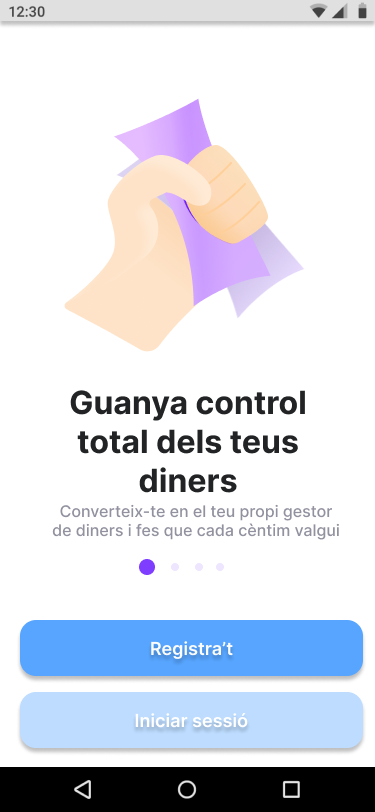 12:30
Guanya control
total dels teus
diners
Converteix-te en el teu propi gestor
de diners i fes que cada cèntim valgui
Registra’t
Iniciar sessió